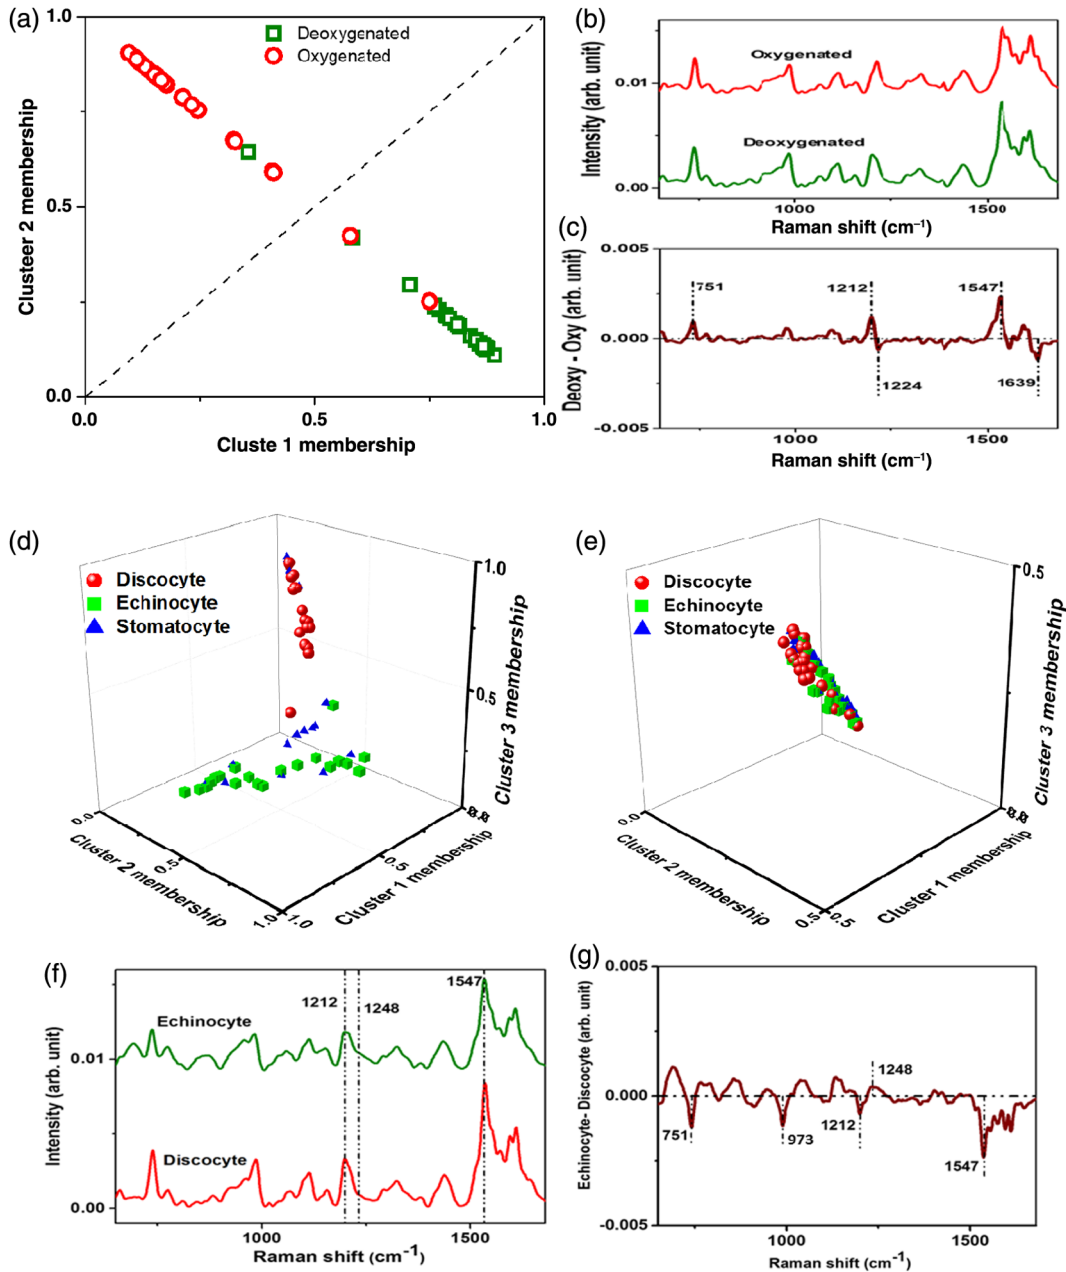 (a)
1.0
0.5
0.0
0.0
0.5
1.0
Clusteer 2 membership
Cluste 1 membership
Deoxygenated
Oxygenated
(b)
Oxygenated
Deoxygenated
0.01
0.00
1000
1500
Intensity (arb. unit)
Raman shift (cm⁻¹)
(c)
0.005
0.000
-0.005
751
1212
1547
1224
1639
1000
1500
Deoxy - Oxy (arb. unit)
Raman shift (cm⁻¹)
(d)
Discocyte
Echinocyte
Stomatocyte
1.0
0.5
0.0
0.5
1.0
1.0
0.5
Cluster 3 membership
Cluster 2 membership
Cluster 1 membership
(e)
Discocyte
Echinocyte
Stomatocyte
0.5
0.0
0.5
0.5
Cluster 3 membership
Cluster 2 membership
Cluster 1 membership
(f)
1212
1248
1547
Echinocyte
Discocyte
0.01
0.00
1000
1500
Intensity (arb. unit)
Raman shift (cm⁻¹)
(g)
0.005
0.000
-0.005
751
973
1212
1248
1547
1000
1500
Echinocyte- Discocyte (arb. unit)
Raman shift (cm⁻¹)